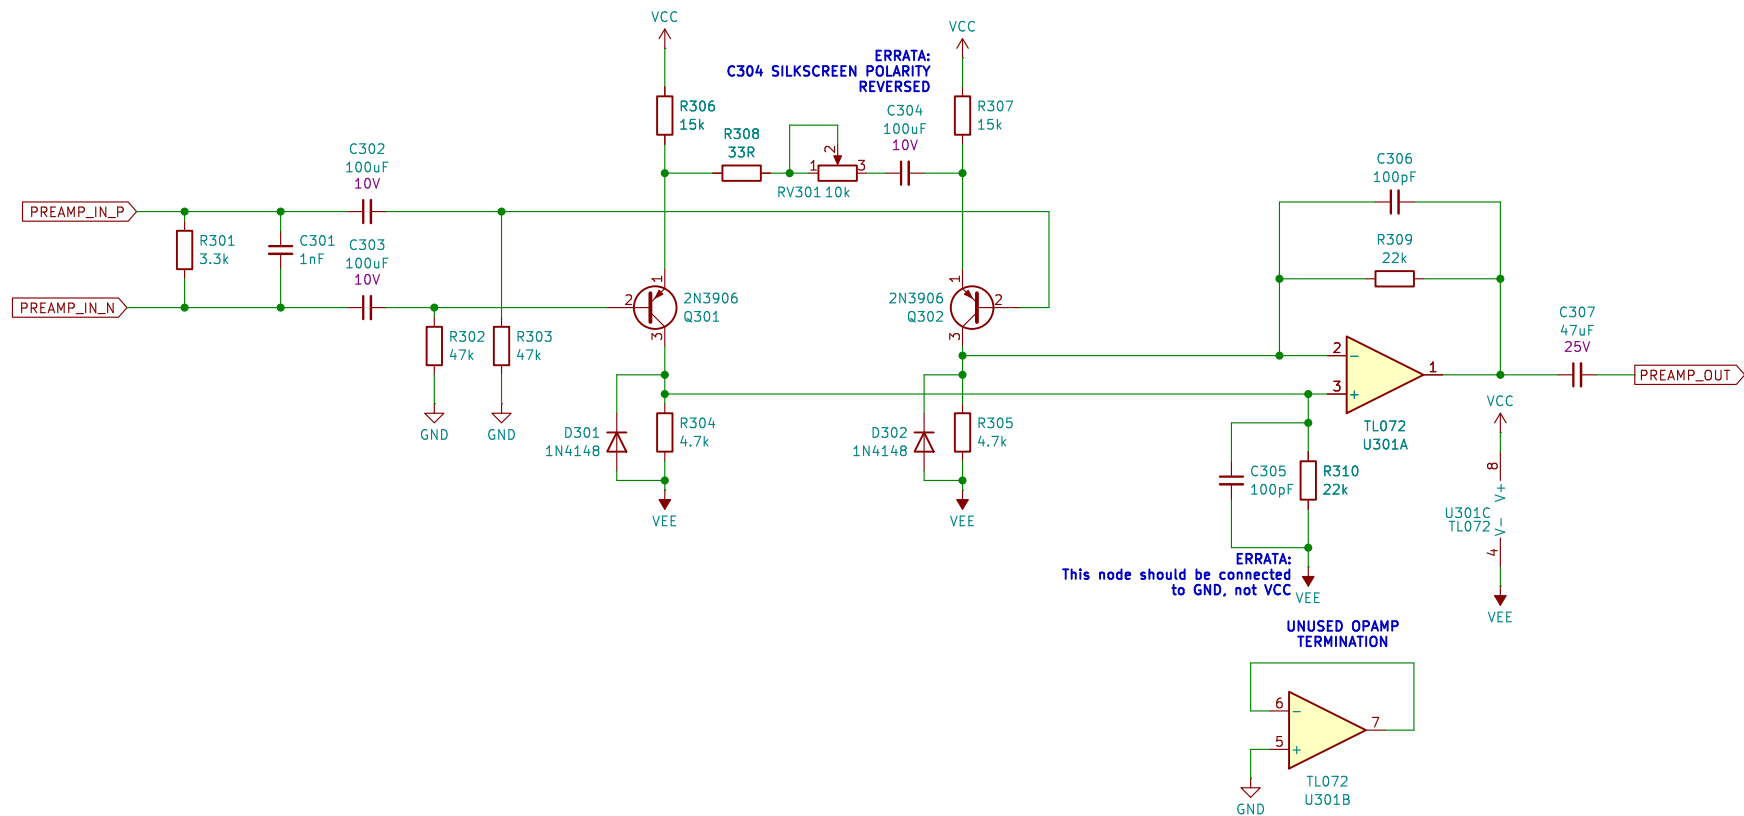 VCC
VCC
ERRATA:
C304 SILKSCREEN POLARITY
REVERSED
R306
15k
R308
33R
2
1
3
RV301 10k
C304
100uF
10V
R307
15k
C302
100uF
10V
PREAMP_IN_P
R301
3.3k
C301
1nF
C303
100uF
10V
PREAMP_IN_N
R302
47k
GND
R303
47k
GND
1
2
3
2N3906
Q301
1
2
3
2N3906
Q302
D301
1N4148
R304
4.7k
VEE
D302
1N4148
R305
4.7k
VEE
C306
100pF
R309
22k
2
−
3
+
1
TL072
U301A
C307
47uF
25V
PREAMP_OUT
C305
100pF
R310
22k
VEE
ERRATA:
This node should be connected
to GND, not VCC
VCC
8
V+
U301C
TL072
V−
4
VEE
UNUSED OPAMP
TERMINATION
6
−
5
+
7
TL072
U301B
GND